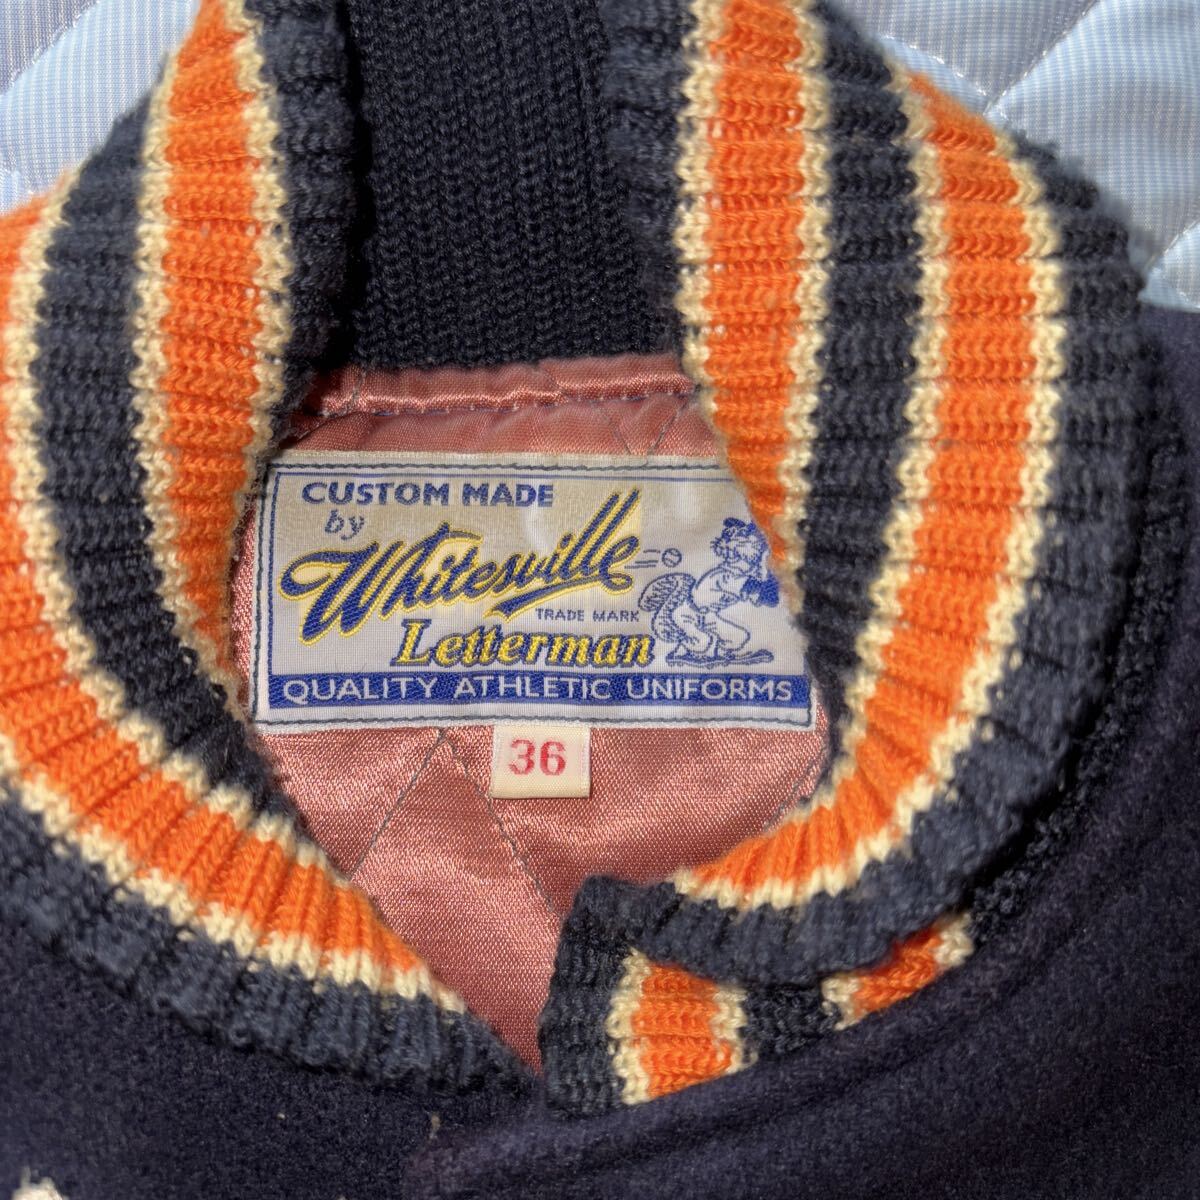 CUSTOM MADE
by
Whitesville
TRADE MARK
Letterman
QUALITY ATHLETIC UNIFORMS
36